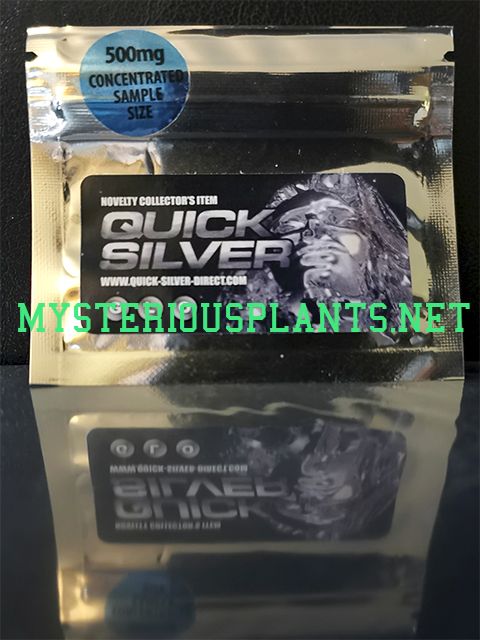 500mg
CONCENTRATED
SAMPLE
SIZE
NOVELTY COLLECTOR'S ITEM
QUICK
SILVER
WWW.QUICK-SILVER-DIRECT.COM
MYSTERIOUSPLANTS.NET